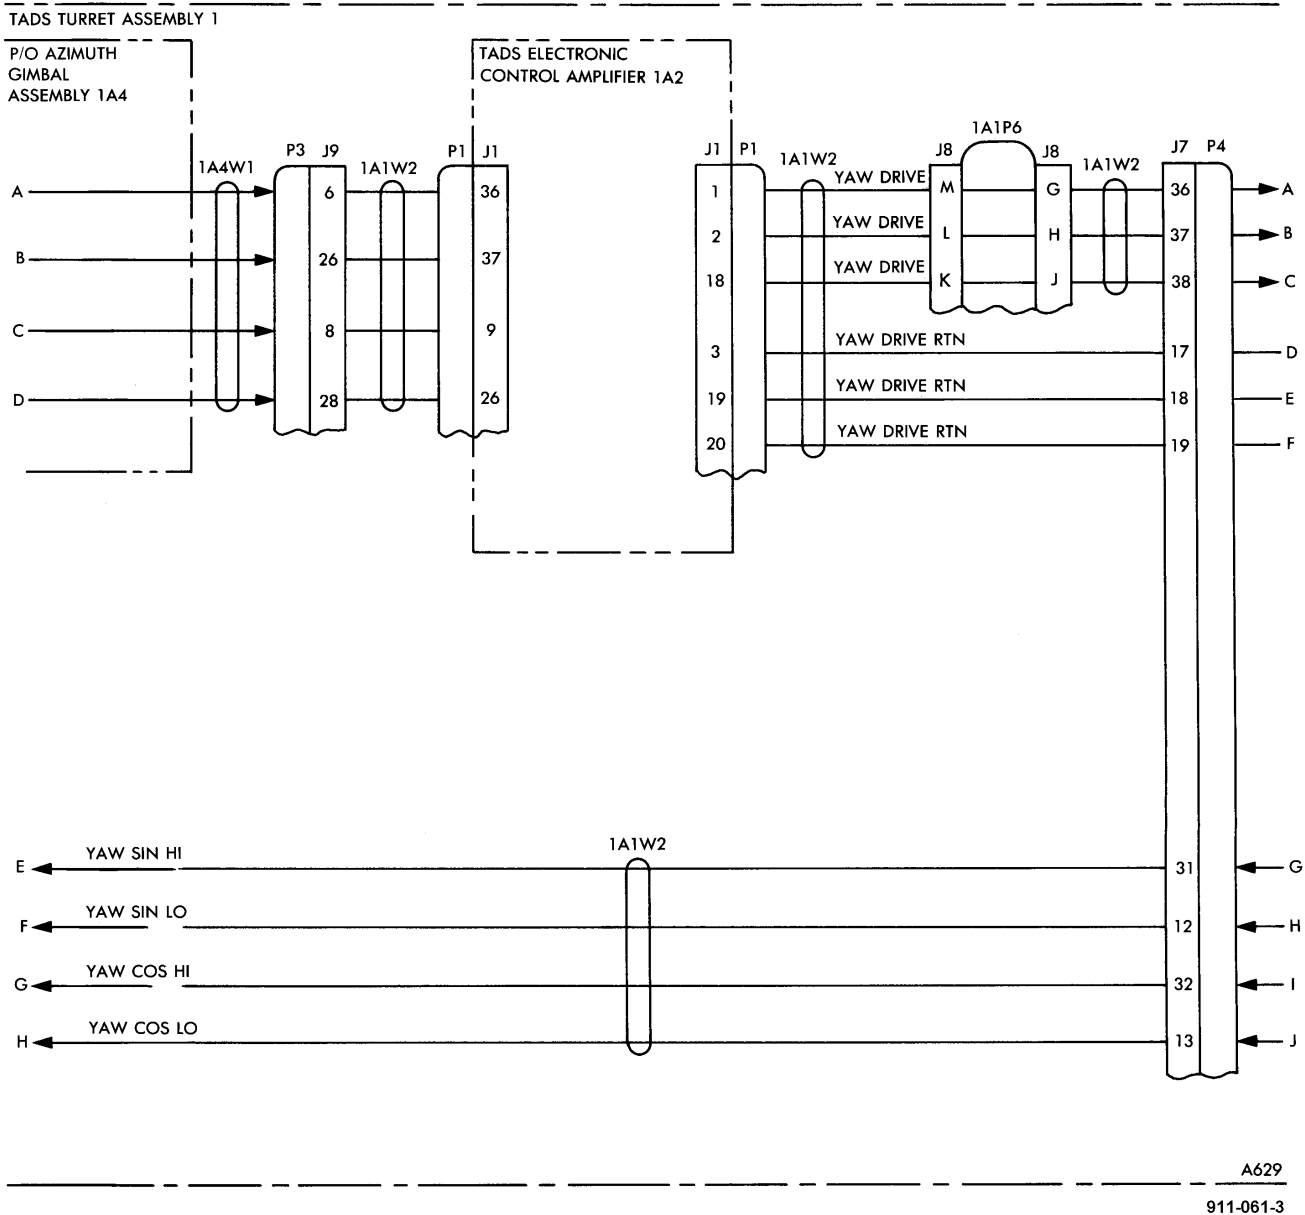 TADS TURRET ASSEMBLY 1
P/O AZIMUTH
GIMBAL
ASSEMBLY 1A4
TADS ELECTRONIC
CONTROL AMPLIFIER 1A2
1A4W1
P3 J9
1A1W2
P1 J1
J1 P1
1A1W2
J8
1A1P6
J8
1A1W2
J7 P4
A 6 36
B 26 37
C 8 9
D 28 26
1 YAW DRIVE M G 36 A
2 YAW DRIVE L H 37 B
18 YAW DRIVE K J 38 C
3 YAW DRIVE RTN 17 D
19 YAW DRIVE RTN 18 E
20 YAW DRIVE RTN 19 F
1A1W2
E YAW SIN HI 31 G
F YAW SIN LO 12 H
G YAW COS HI 32 I
H YAW COS LO 13 J
A629
911-061-3